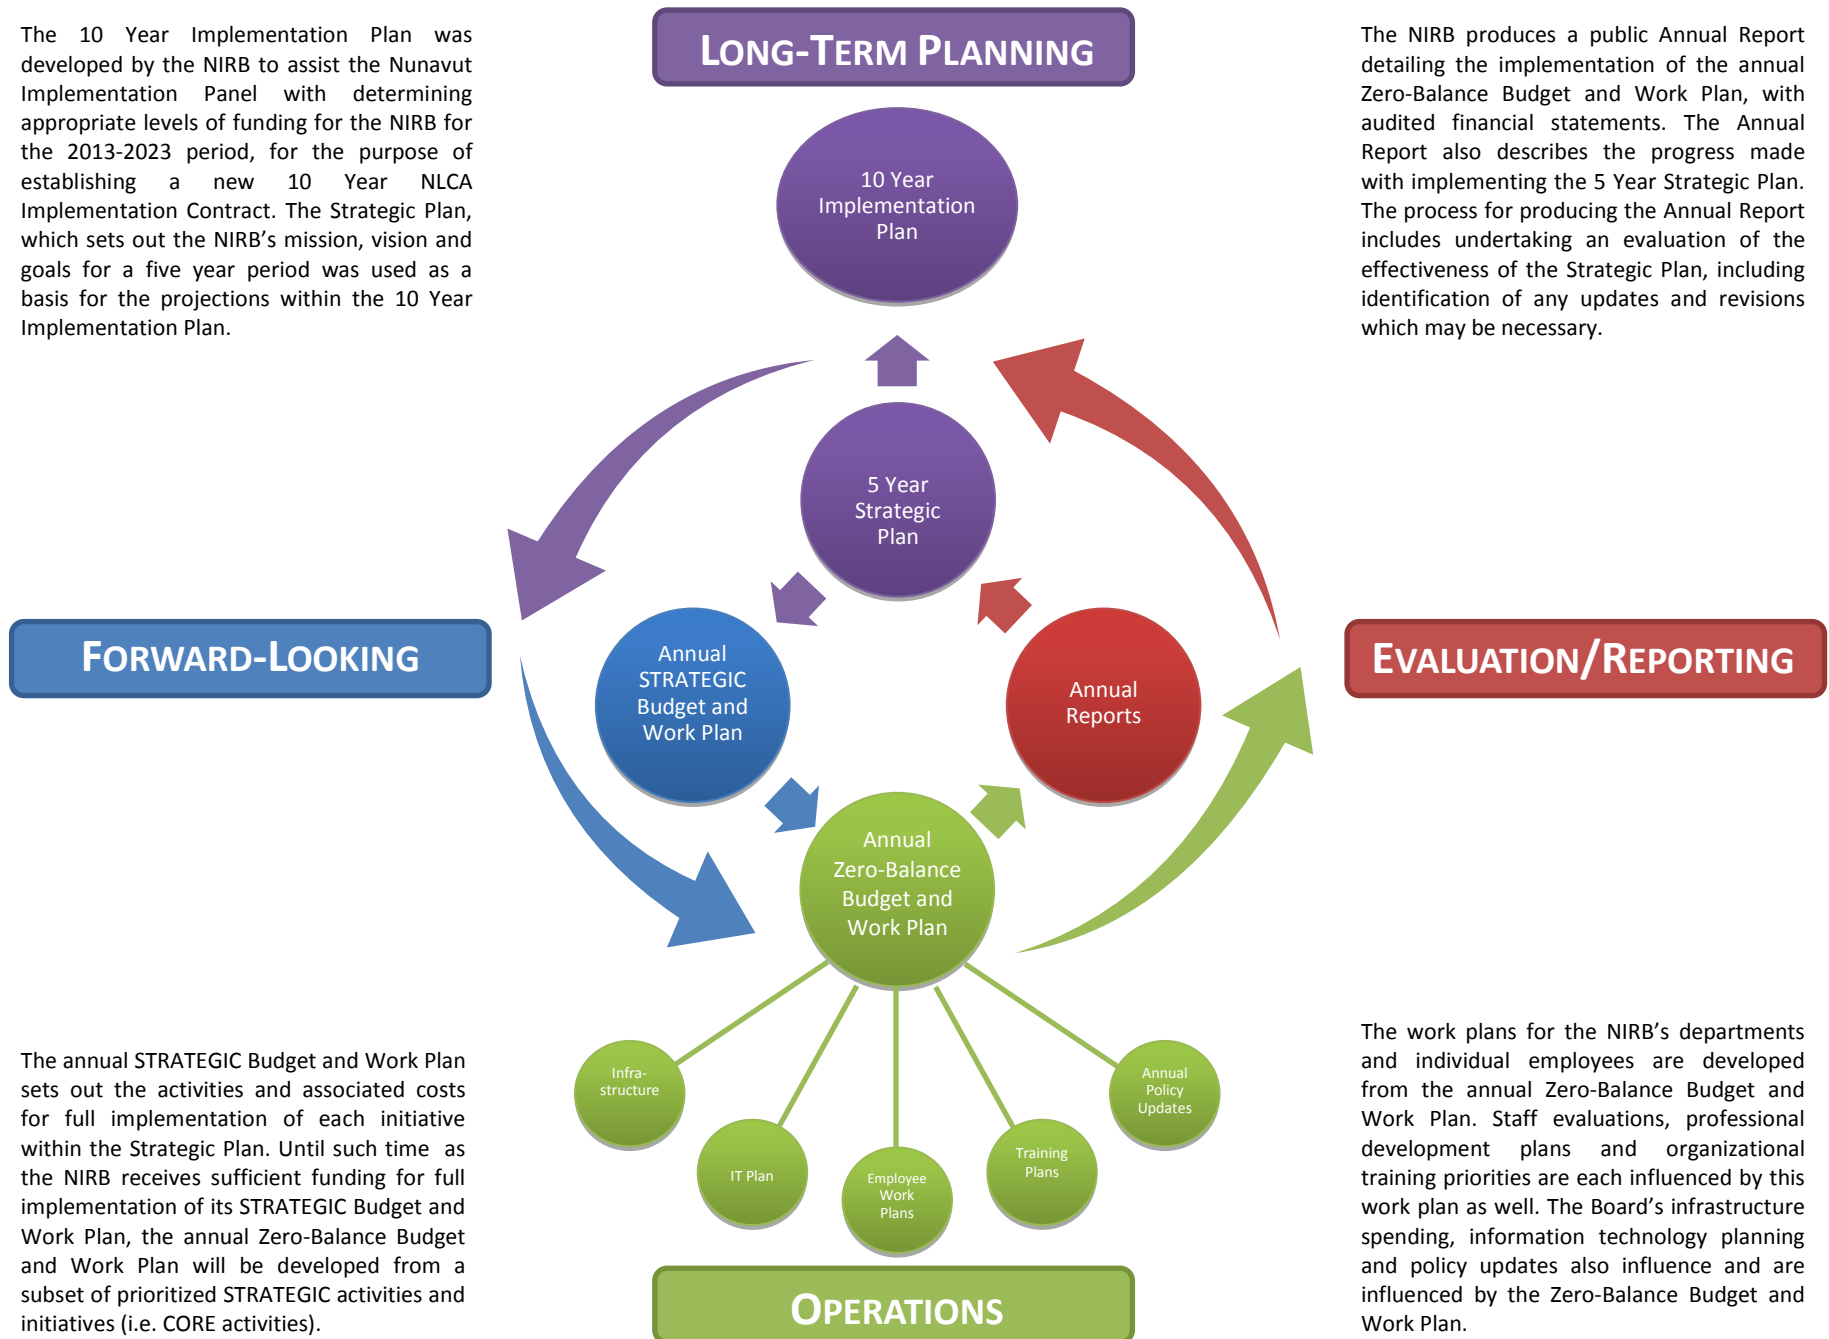 The 10 Year Implementation Plan was
developed by the NIRB to assist the Nunavut
Implementation Panel with determining
appropriate levels of funding for the NIRB for
the 2013-2023 period, for the purpose of
establishing a new 10 Year NLCA
Implementation Contract. The Strategic Plan,
which sets out the NIRB’s mission, vision and
goals for a five year period was used as a
basis for the projections within the 10 Year
Implementation Plan.
LONG-TERM PLANNING
The NIRB produces a public Annual Report
detailing the implementation of the annual
Zero-Balance Budget and Work Plan, with
audited financial statements. The Annual
Report also describes the progress made
with implementing the 5 Year Strategic Plan.
The process for producing the Annual Report
includes undertaking an evaluation of the
effectiveness of the Strategic Plan, including
identification of any updates and revisions
which may be necessary.
10 Year
Implementation
Plan
5 Year
Strategic
Plan
FORWARD-LOOKING
Annual
STRATEGIC
Budget and
Work Plan
Annual
Reports
EVALUATION/REPORTING
Annual
Zero-Balance
Budget and
Work Plan
Infra-
structure
IT Plan
Employee
Work
Plans
Training
Plans
Annual
Policy
Updates
The annual STRATEGIC Budget and Work Plan
sets out the activities and associated costs
for full implementation of each initiative
within the Strategic Plan. Until such time as
the NIRB receives sufficient funding for full
implementation of its STRATEGIC Budget and
Work Plan, the annual Zero-Balance Budget
and Work Plan will be developed from a
subset of prioritized STRATEGIC activities and
initiatives (i.e. CORE activities).
OPERATIONS
The work plans for the NIRB’s departments
and individual employees are developed
from the annual Zero-Balance Budget and
Work Plan. Staff evaluations, professional
development plans and organizational
training priorities are each influenced by this
work plan as well. The Board’s infrastructure
spending, information technology planning
and policy updates also influence and are
influenced by the Zero-Balance Budget and
Work Plan.